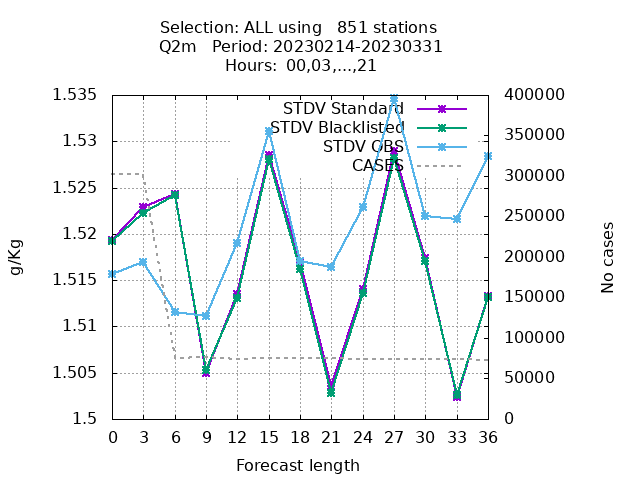 Selection: ALL using   851 stations
Q2m   Period: 20230214-20230331
Hours: 00,03,...,21
STDV Standard
STDV Blacklisted
STDV OBS
CASES
1.535
1.53
1.525
1.52
1.515
1.51
1.505
1.5
g/Kg
400000
350000
300000
250000
200000
150000
100000
50000
0
No cases
0 3 6 9 12 15 18 21 24 27 30 33 36
Forecast length